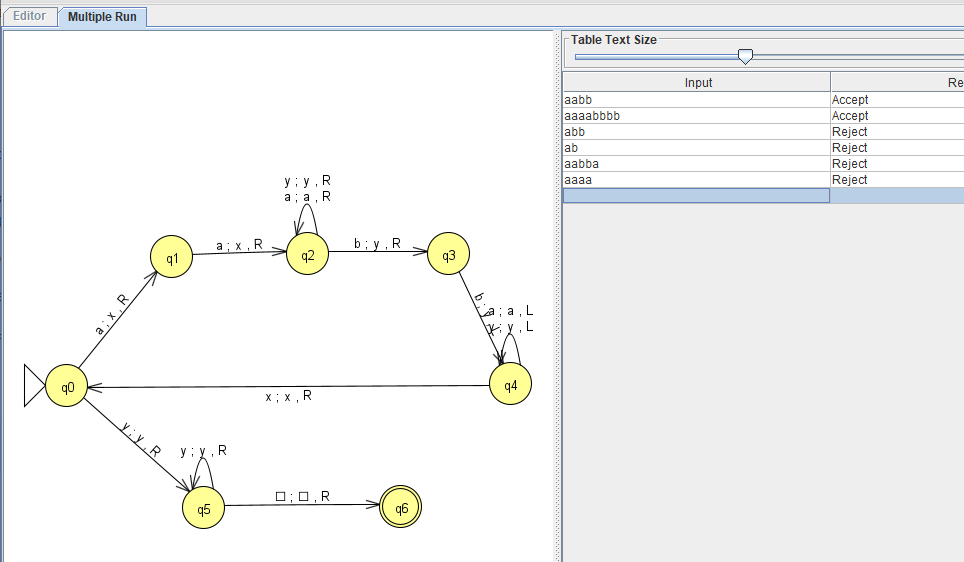 Editor
Multiple Run
Table Text Size
Input
Re
aabb
Accept
aaaabbbb
Accept
abb
Reject
ab
Reject
aabba
Reject
aaaa
Reject
y ; y , R
a ; a , R
a ; x , R
b ; y , R
q1
q2
q3
a ; x , R
a ; a , L
y ; y , L
q0
q4
x ; x , R
y ; y , R
y ; y , R
q5
□ ; □ , R
q6